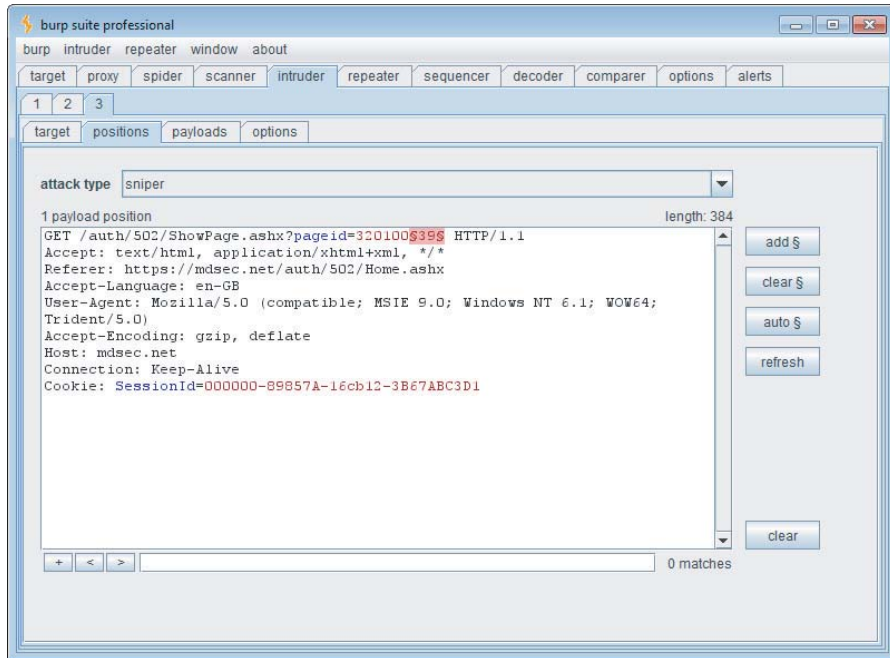 burp suite professional
burp intruder repeater window about
target proxy spider scanner intruder repeater sequencer decoder comparer options alerts
1 2 3
target positions payloads options
attack type sniper
1 payload position length: 384
GET /auth/502/ShowPage.ashx?pageid=320100§39§ HTTP/1.1
Accept: text/html, application/xhtml+xml, */*
Referer: https://mdsec.net/auth/502/Home.ashx
Accept-Language: en-GB
User-Agent: Mozilla/5.0 (compatible; MSIE 9.0; Windows NT 6.1; WOW64;
Trident/5.0)
Accept-Encoding: gzip, deflate
Host: mdsec.net
Connection: Keep-Alive
Cookie: SessionId=000000-89857A-16cb12-3B67ABC3D1
add §
clear §
auto §
refresh
clear
+ < > 0 matches